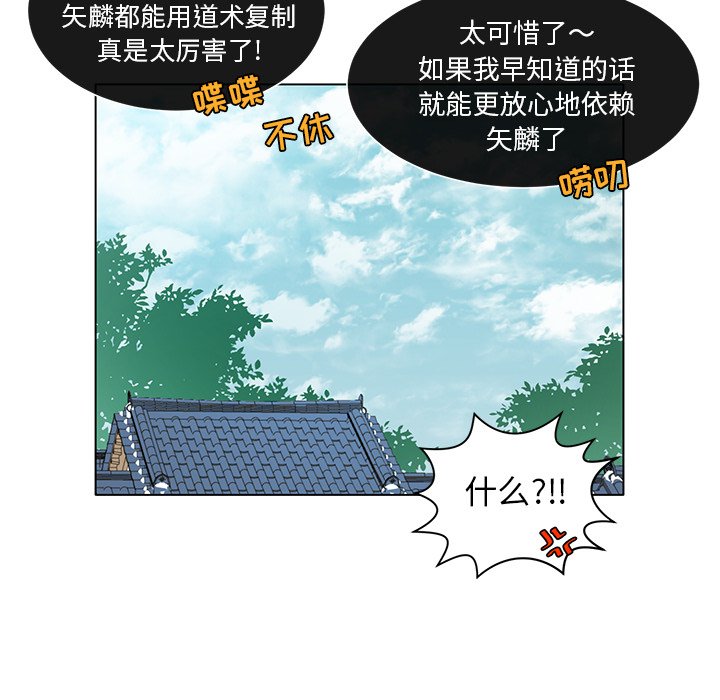 矢麟都能用道术复制
真是太厉害了!
喋喋
不休
太可惜了～
如果我早知道的话
就能更放心地依赖
矢麟了
唠叨
什么?!!